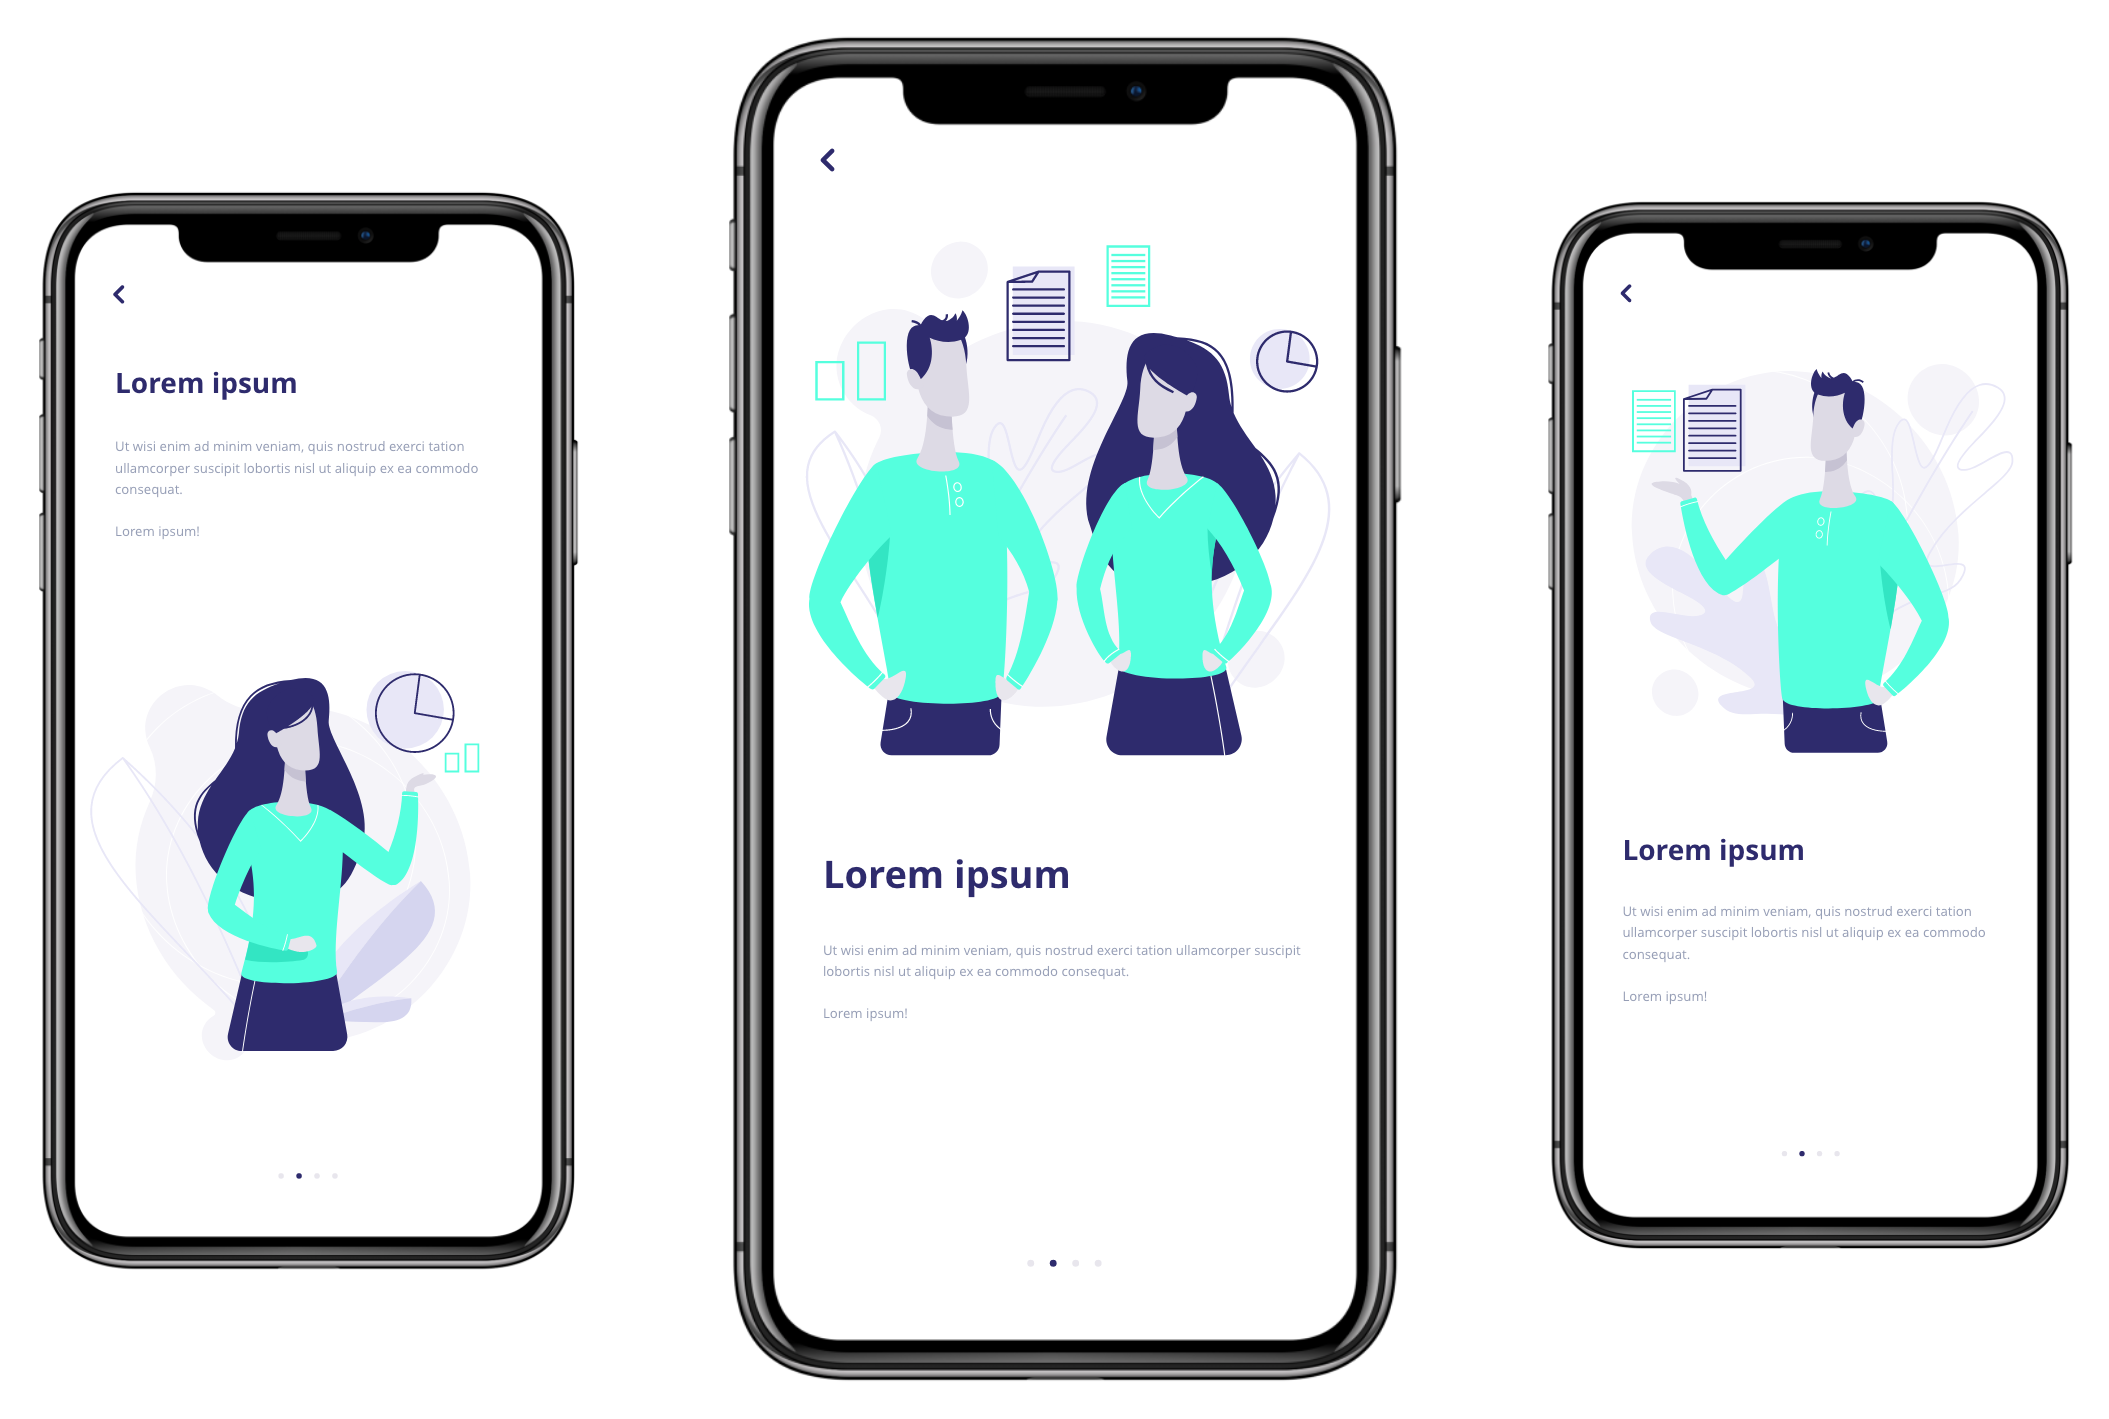 Lorem ipsum
Ut wisi enim ad minim veniam, quis nostrud exerci tation
ullamcorper suscipit lobortis nisl ut aliquip ex ea commodo
consequat.
Lorem ipsum!
Lorem ipsum
Ut wisi enim ad minim veniam, quis nostrud exerci tation ullamcorper suscipit
lobortis nisl ut aliquip ex ea commodo consequat.
Lorem ipsum!
Lorem ipsum
Ut wisi enim ad minim veniam, quis nostrud exerci tation
ullamcorper suscipit lobortis nisl ut aliquip ex ea commodo
consequat.
Lorem ipsum!